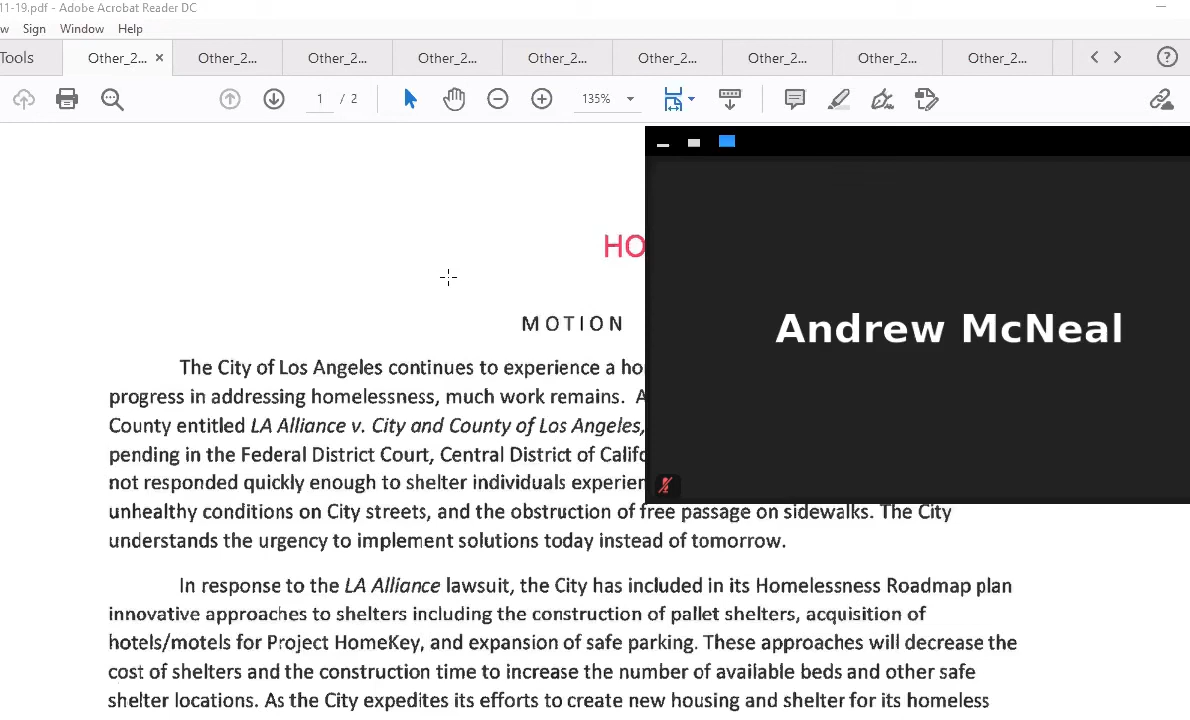 11-19.pdf - Adobe Acrobat Reader DC
w Sign Window Help
Tools Other_2... × Other_2... Other_2... Other_2... Other_2... Other_2... Other_2... Other_2... Other_2...
1 / 2 135%
HO
MOTION
Andrew McNeal
The City of Los Angeles continues to experience a ho
progress in addressing homelessness, much work remains. A
County entitled LA Alliance v. City and County of Los Angeles,
pending in the Federal District Court, Central District of Califo
not responded quickly enough to shelter individuals experien
unhealthy conditions on City streets, and the obstruction of free passage on sidewalks. The City
understands the urgency to implement solutions today instead of tomorrow.
In response to the LA Alliance lawsuit, the City has included in its Homelessness Roadmap plan
innovative approaches to shelters including the construction of pallet shelters, acquisition of
hotels/motels for Project HomeKey, and expansion of safe parking. These approaches will decrease the
cost of shelters and the construction time to increase the number of available beds and other safe
shelter locations. As the City expedites its efforts to create new housing and shelter for its homeless